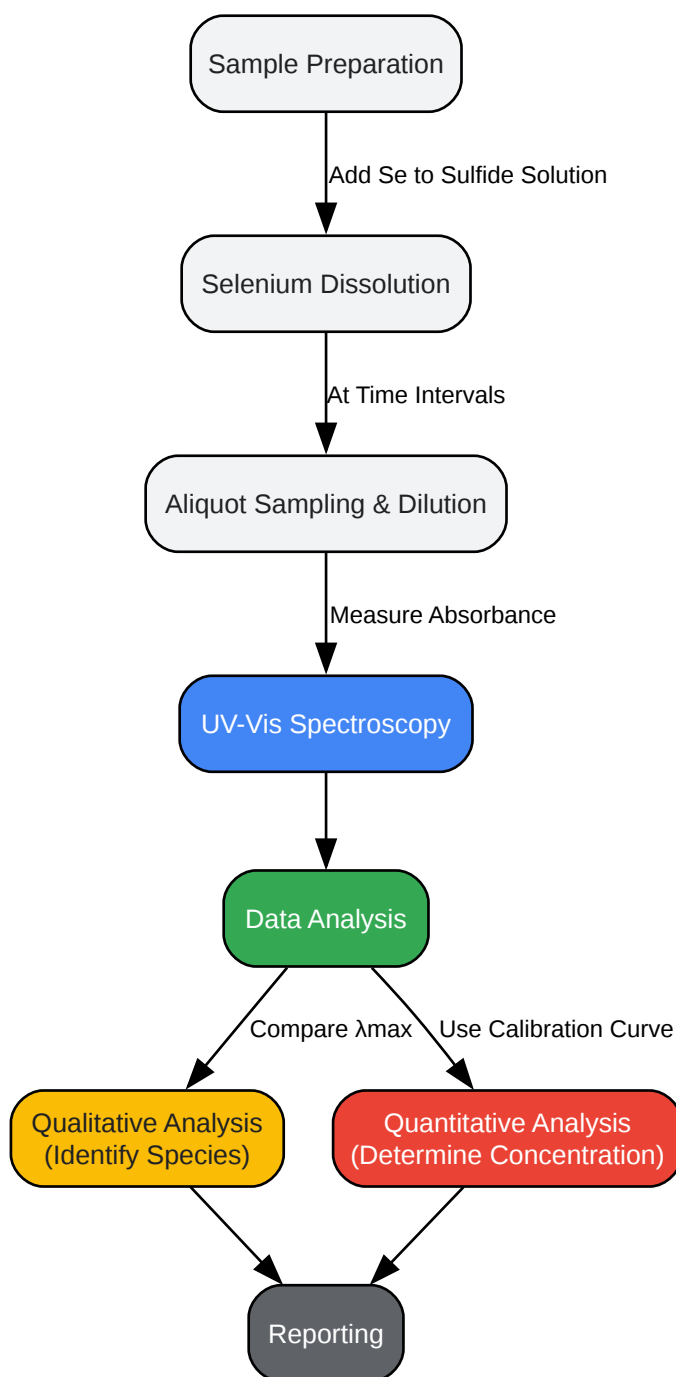 Sample Preparation
Add Se to Sulfide Solution
Selenium Dissolution
At Time Intervals
Aliquot Sampling & Dilution
Measure Absorbance
UV-Vis Spectroscopy
Data Analysis
Compare λmax
Use Calibration Curve
Qualitative Analysis
(Identify Species)
Quantitative Analysis
(Determine Concentration)
Reporting